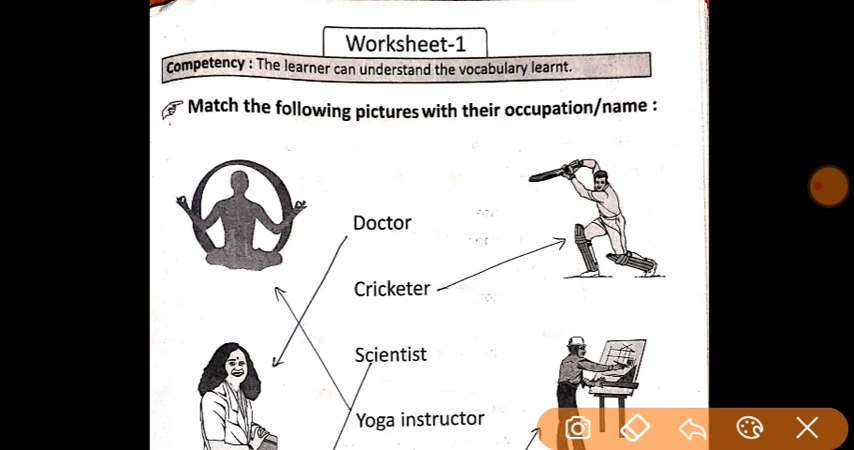 Worksheet-1
Competency : The learner can understand the vocabulary learnt.
Match the following pictures with their occupation/name :
Doctor
Cricketer
Scientist
Yoga instructor